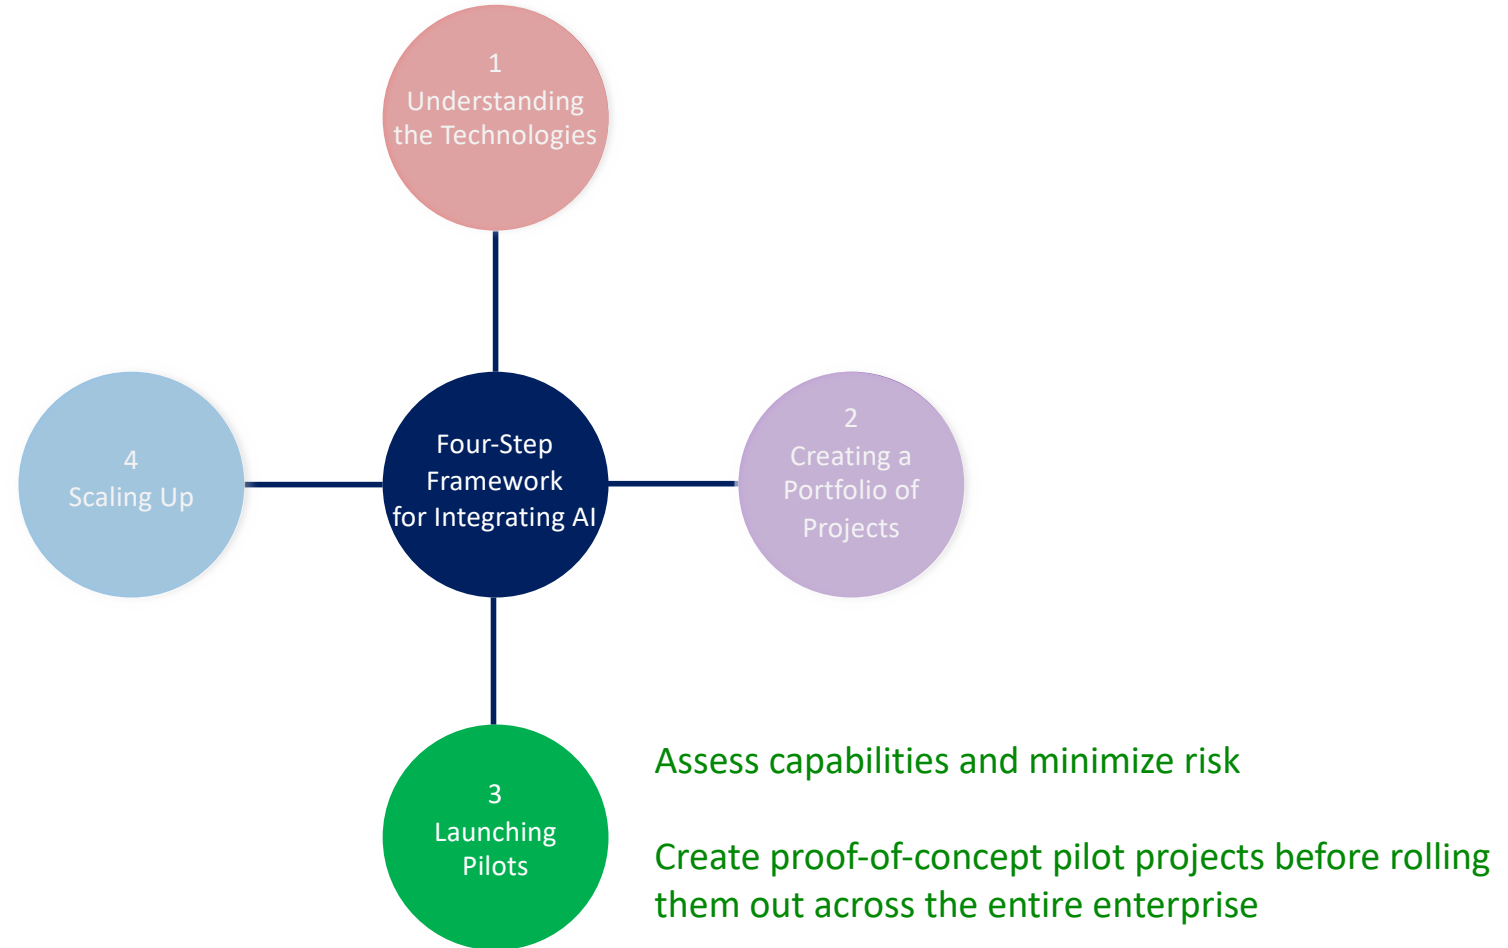 1
Understanding
the Technologies
2
Creating a
Portfolio of
Projects
Four-Step
Framework
for Integrating AI
4
Scaling Up
3
Launching
Pilots
Assess capabilities and minimize risk
Create proof-of-concept pilot projects before rolling
them out across the entire enterprise